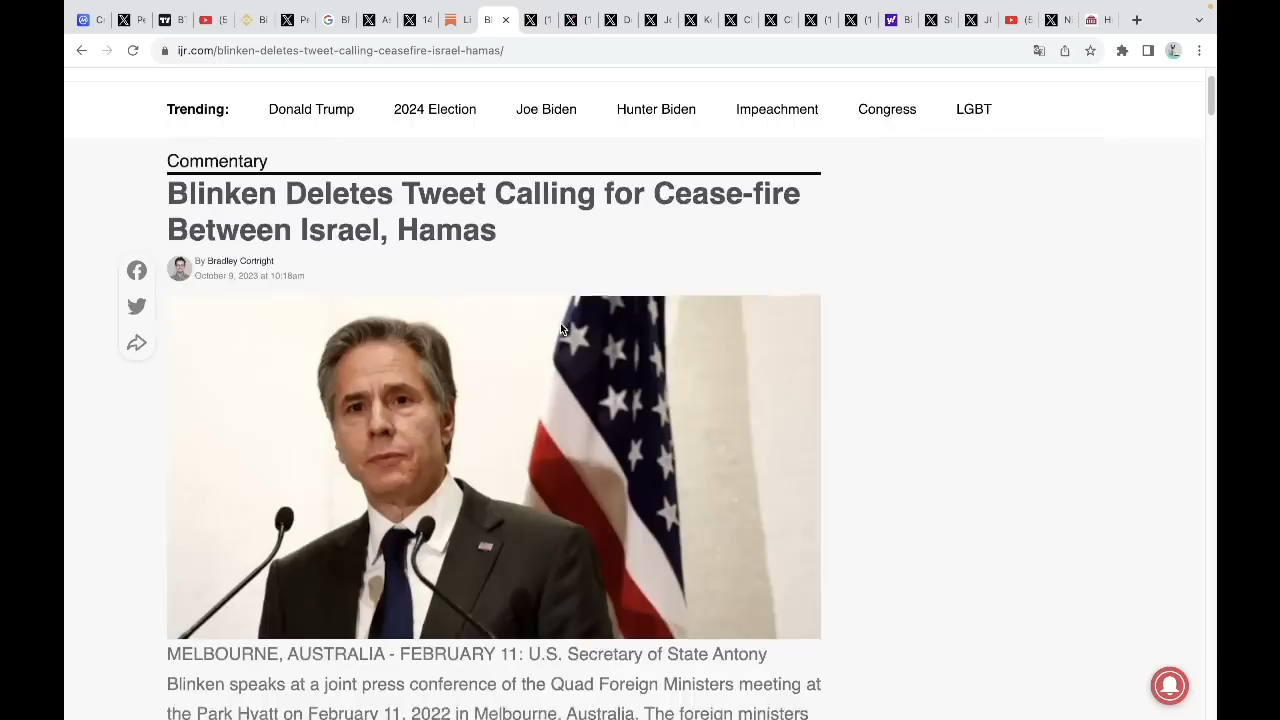 ijr.com/blinken-deletes-tweet-calling-ceasefire-israel-hamas/
Trending: Donald Trump 2024 Election Joe Biden Hunter Biden Impeachment Congress LGBT
Commentary
Blinken Deletes Tweet Calling for Cease-fire
Between Israel, Hamas
By Bradley Cortright
October 9, 2023 at 10:18am
MELBOURNE, AUSTRALIA - FEBRUARY 11: U.S. Secretary of State Antony
Blinken speaks at a joint press conference of the Quad Foreign Ministers meeting at
the Park Hyatt on February 11, 2022 in Melbourne, Australia. The foreign ministers